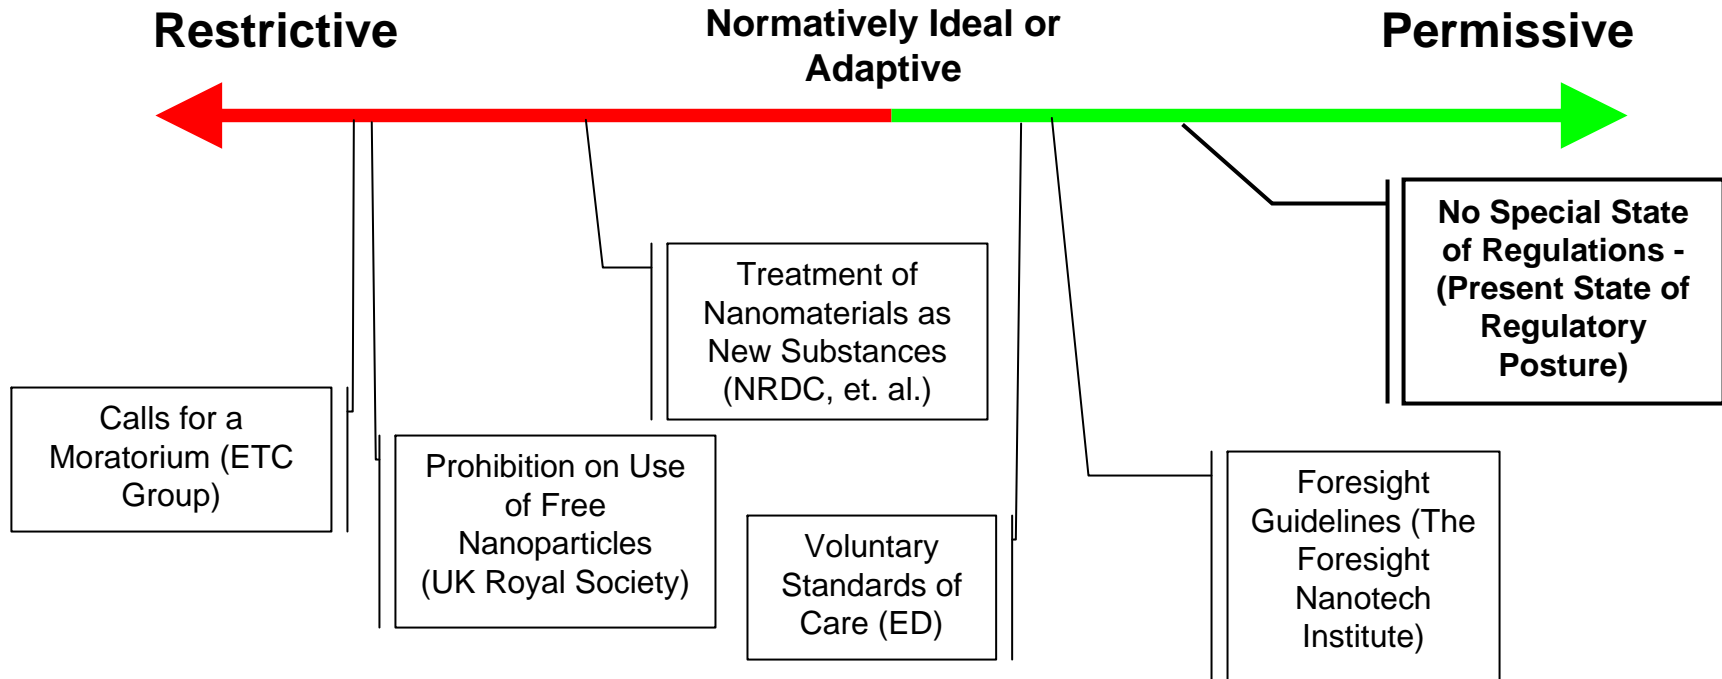 Restrictive
Normatively Ideal or
Adaptive
Permissive
No Special State
of Regulations -
(Present State of
Regulatory
Posture)
Treatment of
Nanomaterials as
New Substances
(NRDC, et. al.)
Calls for a
Moratorium (ETC
Group)
Prohibition on Use
of Free
Nanoparticles
(UK Royal Society)
Voluntary
Standards of
Care (ED)
Foresight
Guidelines (The
Foresight
Nanotech
Institute)